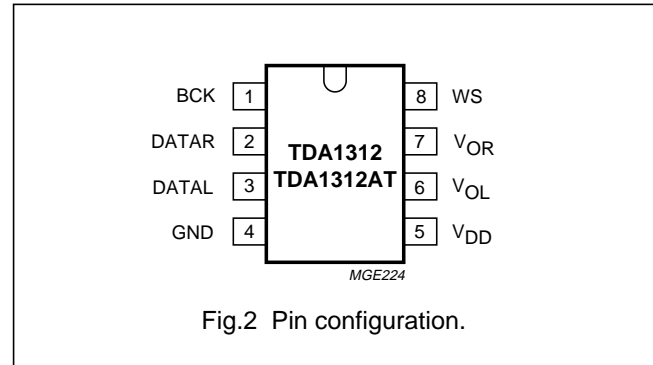 BCK 1 8 WS
DATAR 2 7 VOR
DATAL 3 6 VOL
GND 4 5 VDD
TDA1312
TDA1312AT
MGE224
Fig.2 Pin configuration.